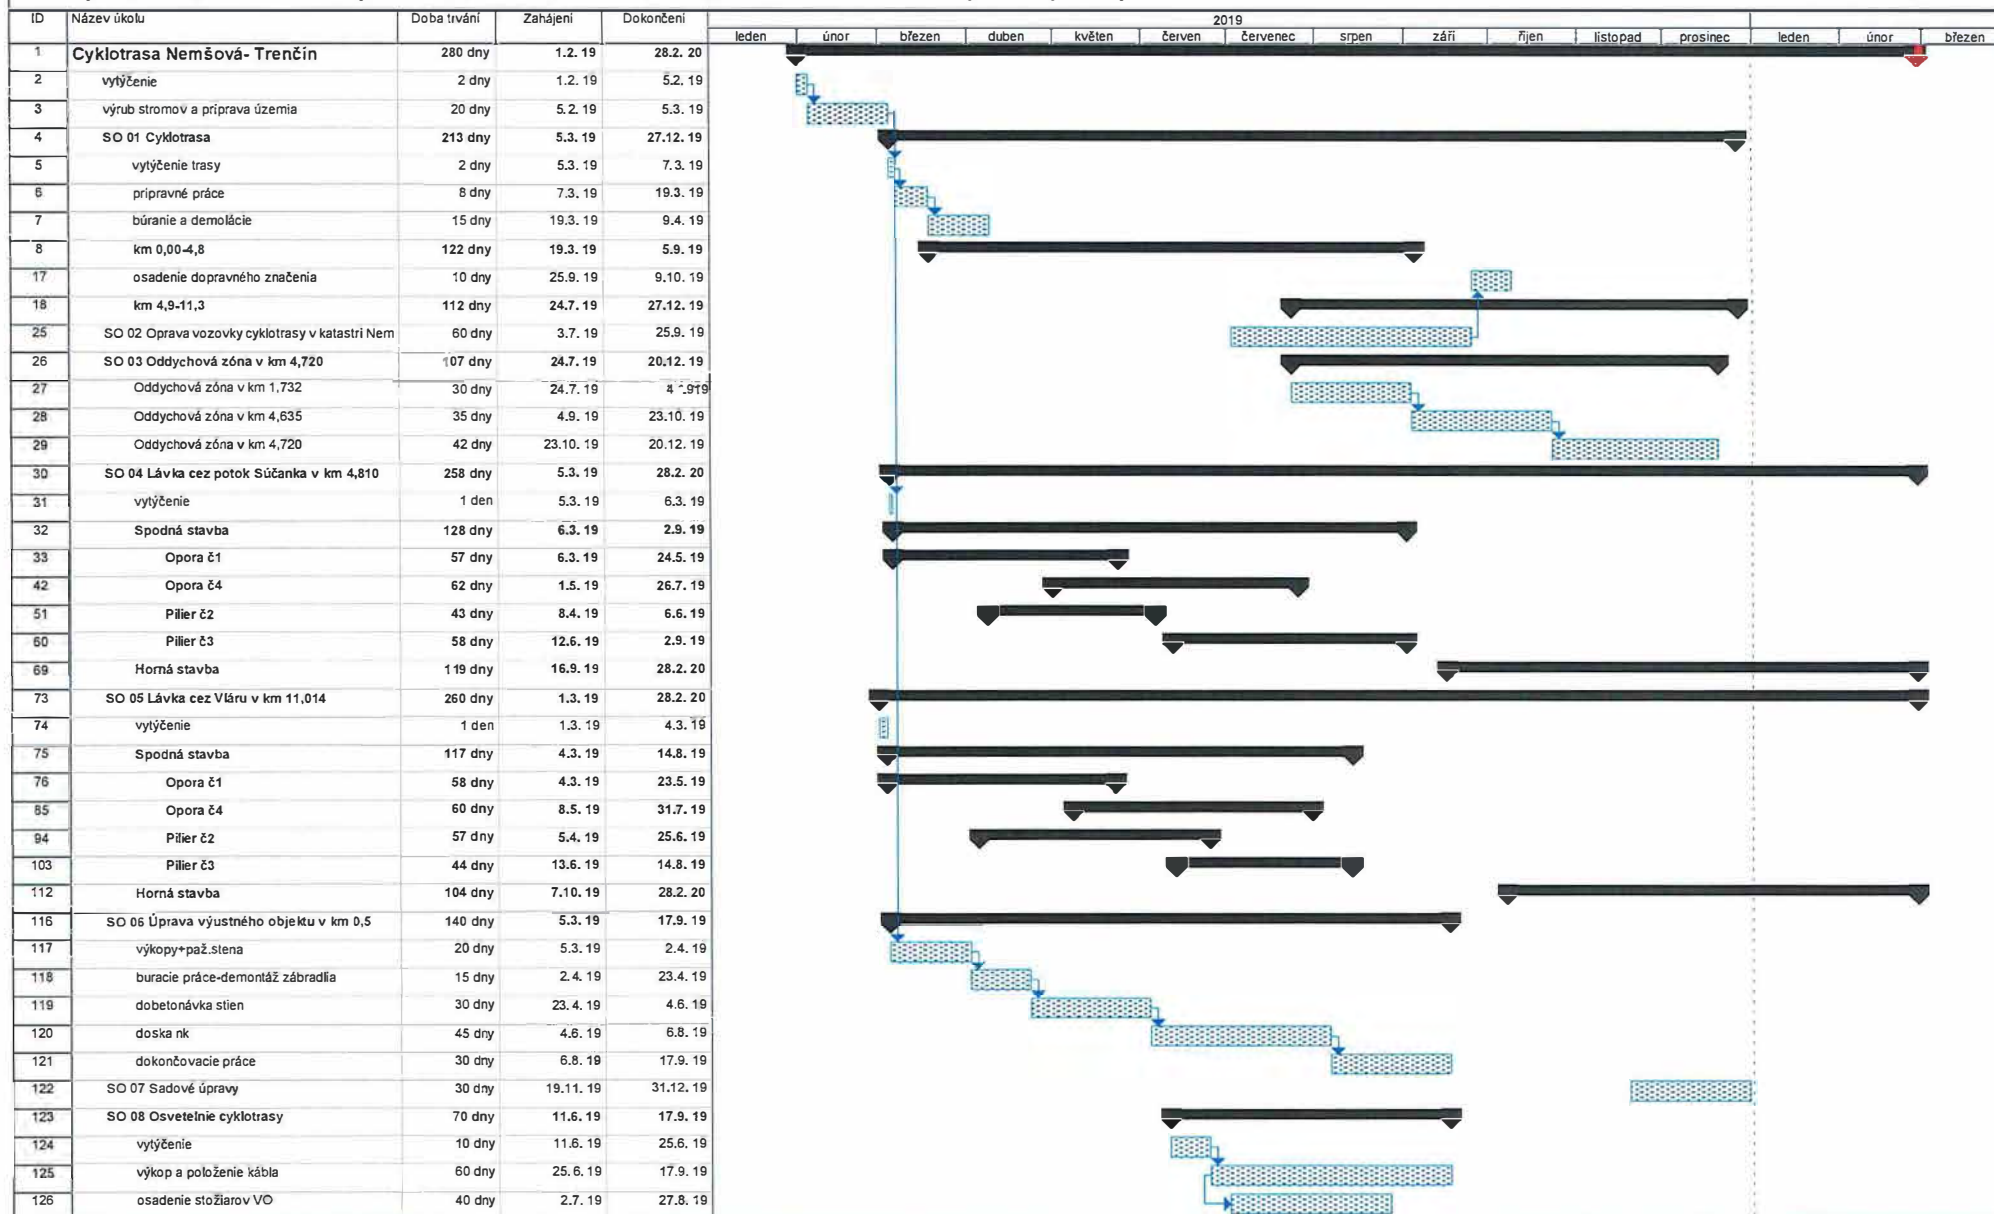 ID Název úkolu Doba trvání Zahájení Dokončení 2019
leden únor březen duben květen červen červenec srpen září říjen listopad prosinec leden únor březen
1 Cyklotrasa Nemšová- Trenčín 280 dny 1.2. 19 28.2. 20
2 vytýčenie 2 dny 1.2. 19 5.2. 19
3 výrub stromov a príprava územia 20 dny 5.2. 19 5.3. 19
4 SO 01 Cyklotrasa 213 dny 5.3. 19 27.12. 19
5 vytýčenie trasy 2 dny 5.3. 19 7.3. 19
6 prípravné práce 8 dny 7.3. 19 19.3. 19
7 búranie a demolácie 15 dny 19.3. 19 9.4. 19
8 km 0,00-4,8 122 dny 19.3. 19 5.9. 19
17 osadenie dopravného značenia 10 dny 25.9. 19 9.10. 19
18 km 4,9-11,3 112 dny 24.7. 19 27.12. 19
25 SO 02 Oprava vozovky cyklotrasy v katastri Nem 60 dny 3.7. 19 25.9. 19
26 SO 03 Oddychová zóna v km 4,720 107 dny 24.7. 19 20.12. 19
27 Oddychová zóna v km 1,732 30 dny 24.7. 19
28 Oddychová zóna v km 4,635 35 dny 4.9. 19 23.10. 19
29 Oddychová zóna v km 4,720 42 dny 23.10. 19 20.12. 19
30 SO 04 Lávka cez potok Súčanka v km 4,810 258 dny 5.3. 19 28.2. 20
31 vytýčenie 1 den 5.3. 19 6.3. 19
32 Spodná stavba 128 dny 6.3. 19 2.9. 19
33 Opora č1 57 dny 6.3. 19 24.5. 19
42 Opora č4 62 dny 1.5. 19 26.7. 19
51 Pilier č2 43 dny 8.4. 19 6.6. 19
60 Pilier č3 58 dny 12.6. 19 2.9. 19
69 Horná stavba 119 dny 16.9. 19 28.2. 20
73 SO 05 Lávka cez Vláru v km 11,014 260 dny 1.3. 19 28.2. 20
74 vytýčenie 1 den 1.3. 19 4.3. 19
75 Spodná stavba 117 dny 4.3. 19 14.8. 19
76 Opora č1 58 dny 4.3. 19 23.5. 19
85 Opora č4 60 dny 8.5. 19 31.7. 19
94 Pilier č2 57 dny 5.4. 19 25.6. 19
103 Pilier č3 44 dny 13.6. 19 14.8. 19
112 Horná stavba 104 dny 7.10. 19 28.2. 20
116 SO 06 Úprava výustného objektu v km 0,5 140 dny 5.3. 19 17.9. 19
117 výkopy+paž.stena 20 dny 5.3. 19 2.4. 19
118 buracie práce-demontáž zábradlia 15 dny 2.4. 19 23.4. 19
119 dobetonávka stien 30 dny 23.4. 19 4.6. 19
120 doska nk 45 dny 4.6. 19 6.8. 19
121 dokončovacie práce 30 dny 6.8. 19 17.9. 19
122 SO 07 Sadové úpravy 30 dny 19.11. 19 31.12. 19
123 SO 08 Osvetelnie cyklotrasy 70 dny 11.6. 19 17.9. 19
124 vytýčenie 10 dny 11.6. 19 25.6. 19
125 výkop a položenie kábla 60 dny 25.6. 19 17.9. 19
126 osadenie stožiarov VO 40 dny 2.7. 19 27.8. 19